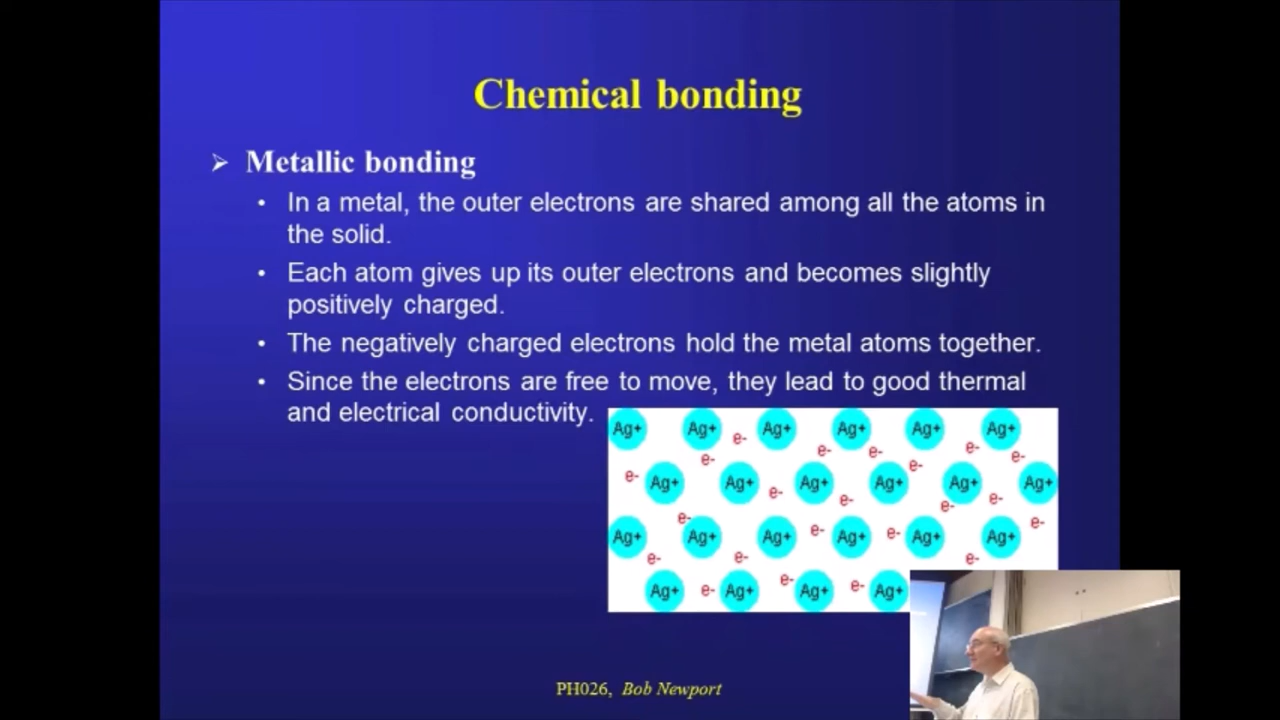 Chemical bonding
➢ Metallic bonding
• In a metal, the outer electrons are shared among all the atoms in
the solid.
• Each atom gives up its outer electrons and becomes slightly
positively charged.
• The negatively charged electrons hold the metal atoms together.
• Since the electrons are free to move, they lead to good thermal
and electrical conductivity.
Ag+ Ag+ Ag+ Ag+ Ag+ Ag+
e- e- e- e- e- e- e- e-
e- Ag+ Ag+ Ag+ Ag+ Ag+ Ag+
e- e- e- e- e- e-
Ag+ Ag+ Ag+ e- Ag+ e- Ag+ Ag+
e- e- e-
Ag+ e- Ag+ e- Ag+ e- Ag+
PH026, Bob Newport